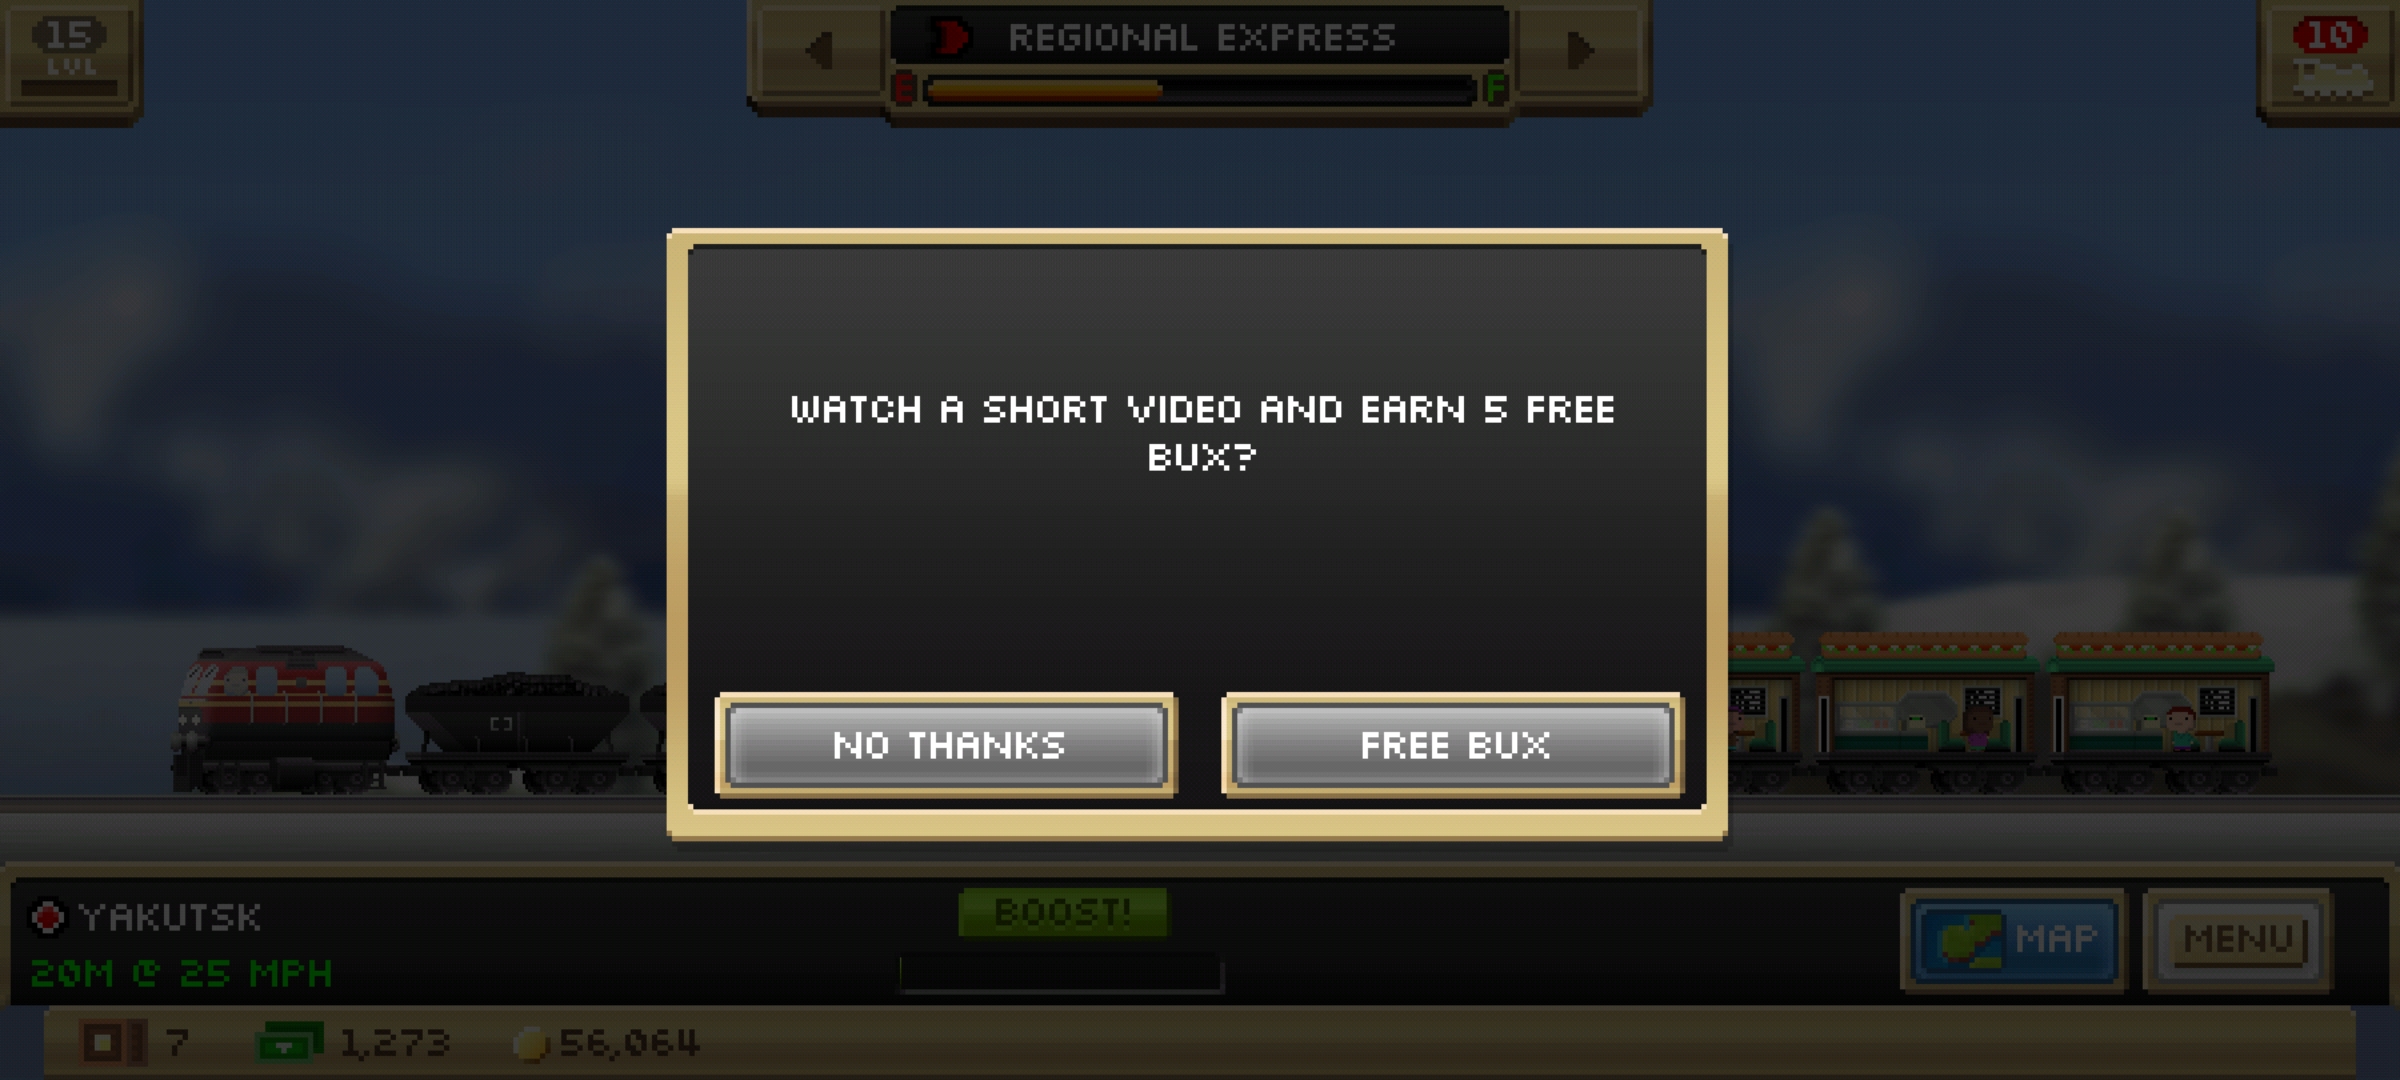 15
LVL
REGIONAL EXPRESS
E F
10
WATCH A SHORT VIDEO AND EARN 5 FREE
BUX?
NO THANKS
FREE BUX
YAKUTSK
20M @ 25 MPH
BOOST!
MAP
MENU
7
1,273
56,064